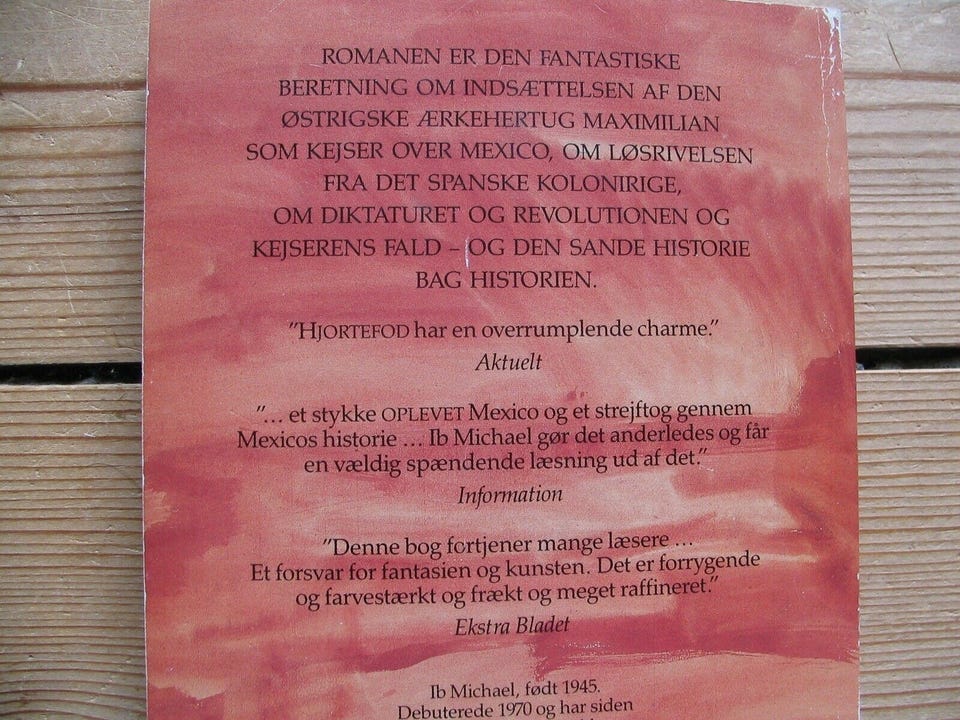 ROMANEN ER DEN FANTASTISKE
BERETNING OM INDSÆTTELSEN AF DEN
ØSTRIGSKE ÆRKEHERTUG MAXIMILIAN
SOM KEJSER OVER MEXICO, OM LØSRIVELSEN
FRA DET SPANSKE KOLONIRIGE,
OM DIKTATURET OG REVOLUTIONEN OG
KEJSERENS FALD – OG DEN SANDE HISTORIE
BAG HISTORIEN.
”HJORTEFOD har en overrumplende charme.”
Aktuelt
”... et stykke OPLEVET Mexico og et strejftog gennem
Mexicos historie ... Ib Michael gør det anderledes og får
en vældig spændende læsning ud af det.”
Information
”Denne bog fortjener mange læsere ...
Et forsvar for fantasien og kunsten. Det er forrygende
og farvestærkt og frækt og meget raffineret.”
Ekstra Bladet
Ib Michael, født 1945.
Debuterede 1970 og har siden